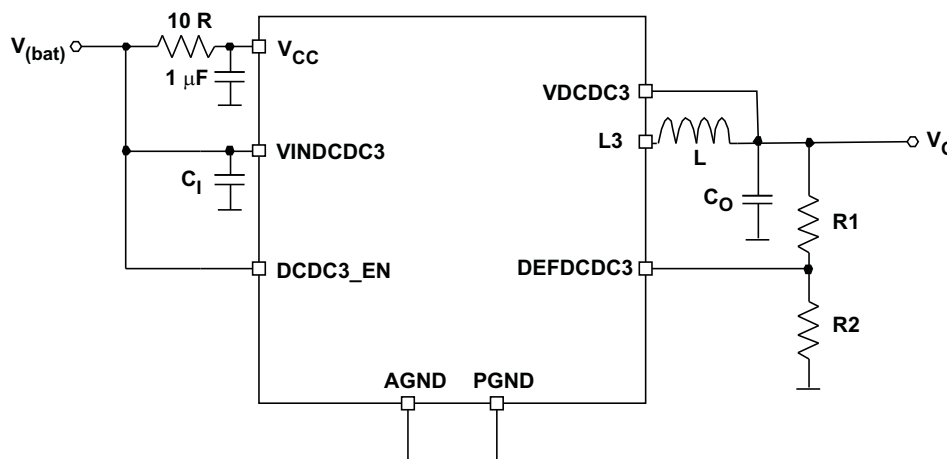 10 R
V(bat)
VCC
1 μF
VDCDC3
L3
L
VO
VINDCDC3
CI
CO
R1
DCDC3_EN
DEFDCDC3
R2
AGND PGND